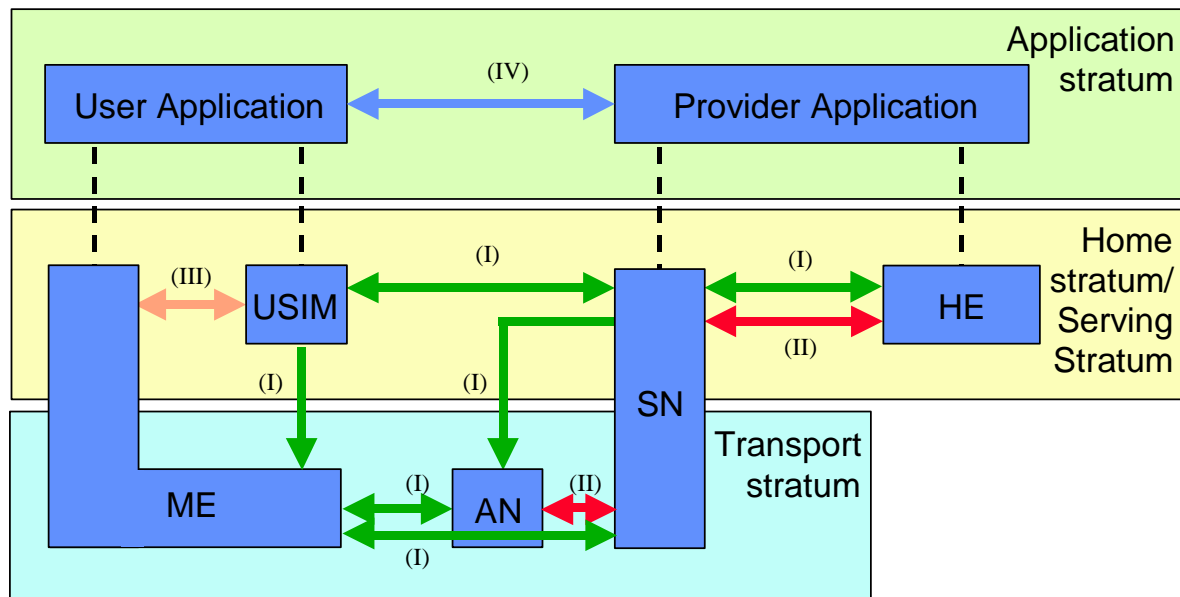 Application
stratum
(IV)
User Application
Provider Application
Home
stratum/
Serving
Stratum
(I)
(I)
(III)
USIM
HE
(II)
(I)
(I)
SN
Transport
stratum
(I)
(II)
ME
AN
(I)